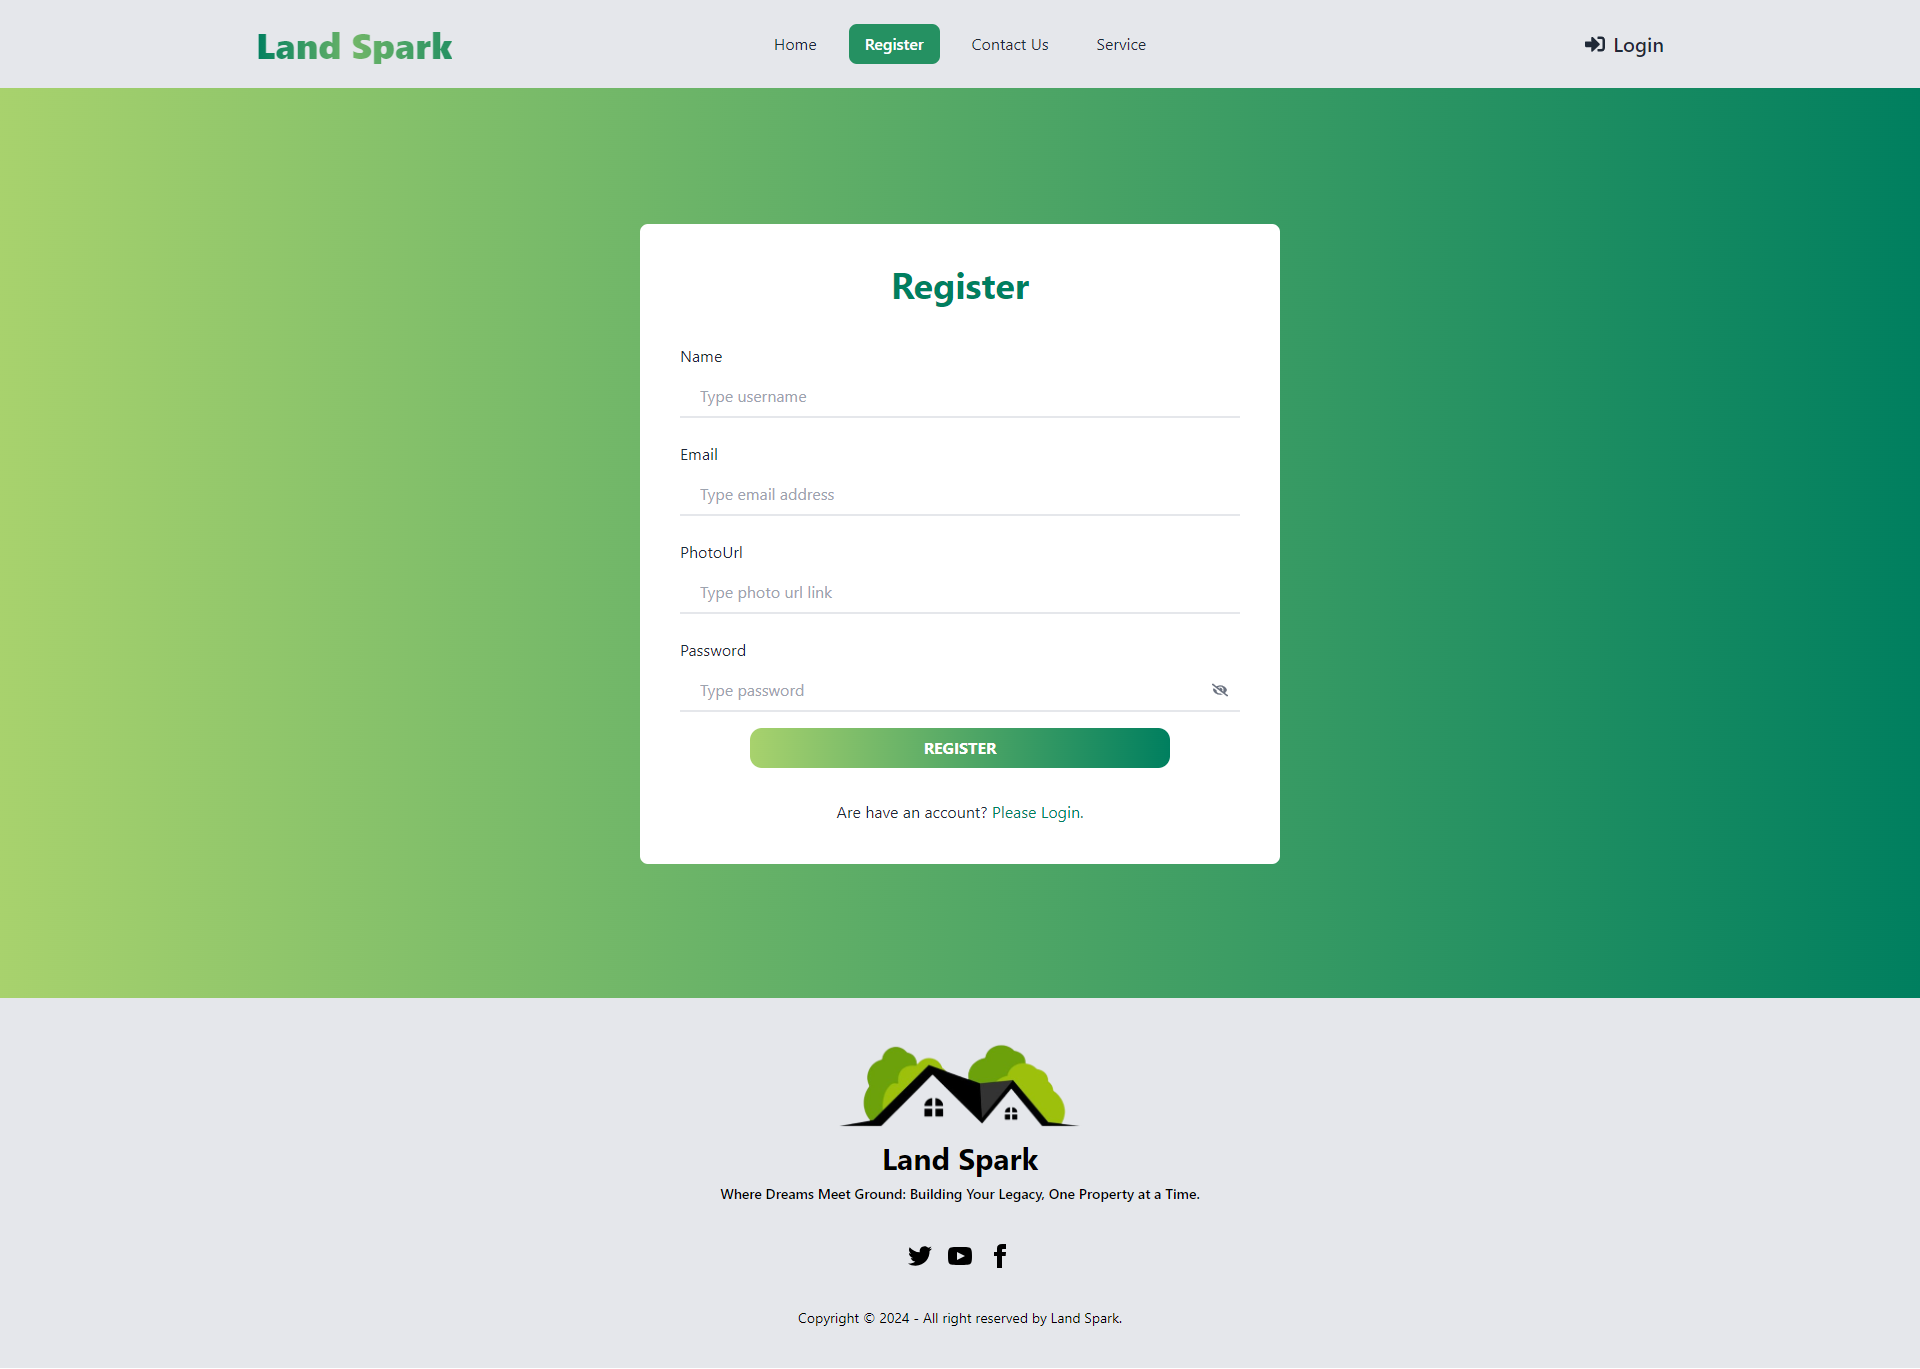 Land Spark
Home Register Contact Us Service
Login
Register
Name
Type username
Email
Type email address
PhotoUrl
Type photo url link
Password
Type password
REGISTER
Are have an account? Please Login.
Land Spark
Where Dreams Meet Ground: Building Your Legacy, One Property at a Time.
Copyright © 2024 - All right reserved by Land Spark.